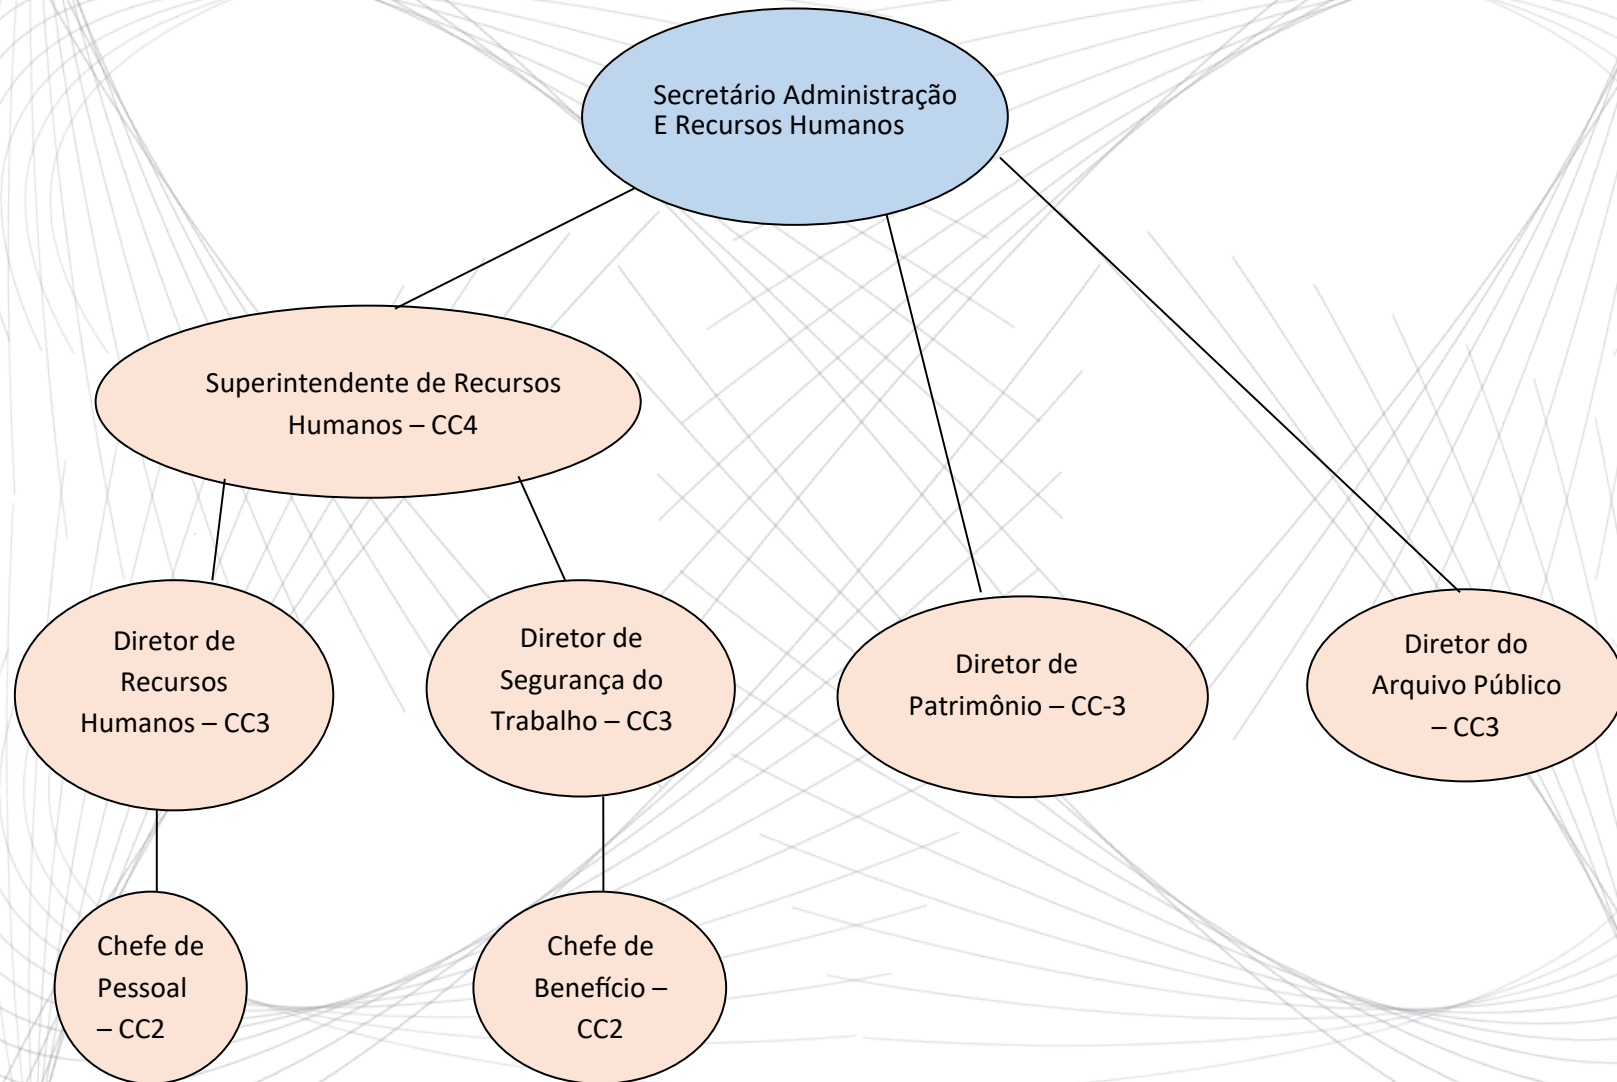 Secretário Administração
E Recursos Humanos
Superintendente de Recursos
Humanos – CC4
Diretor de
Recursos
Humanos – CC3
Diretor de
Segurança do
Trabalho – CC3
Diretor de
Patrimônio – CC-3
Diretor do
Arquivo Público
– CC3
Chefe de
Pessoal
– CC2
Chefe de
Benefício –
CC2